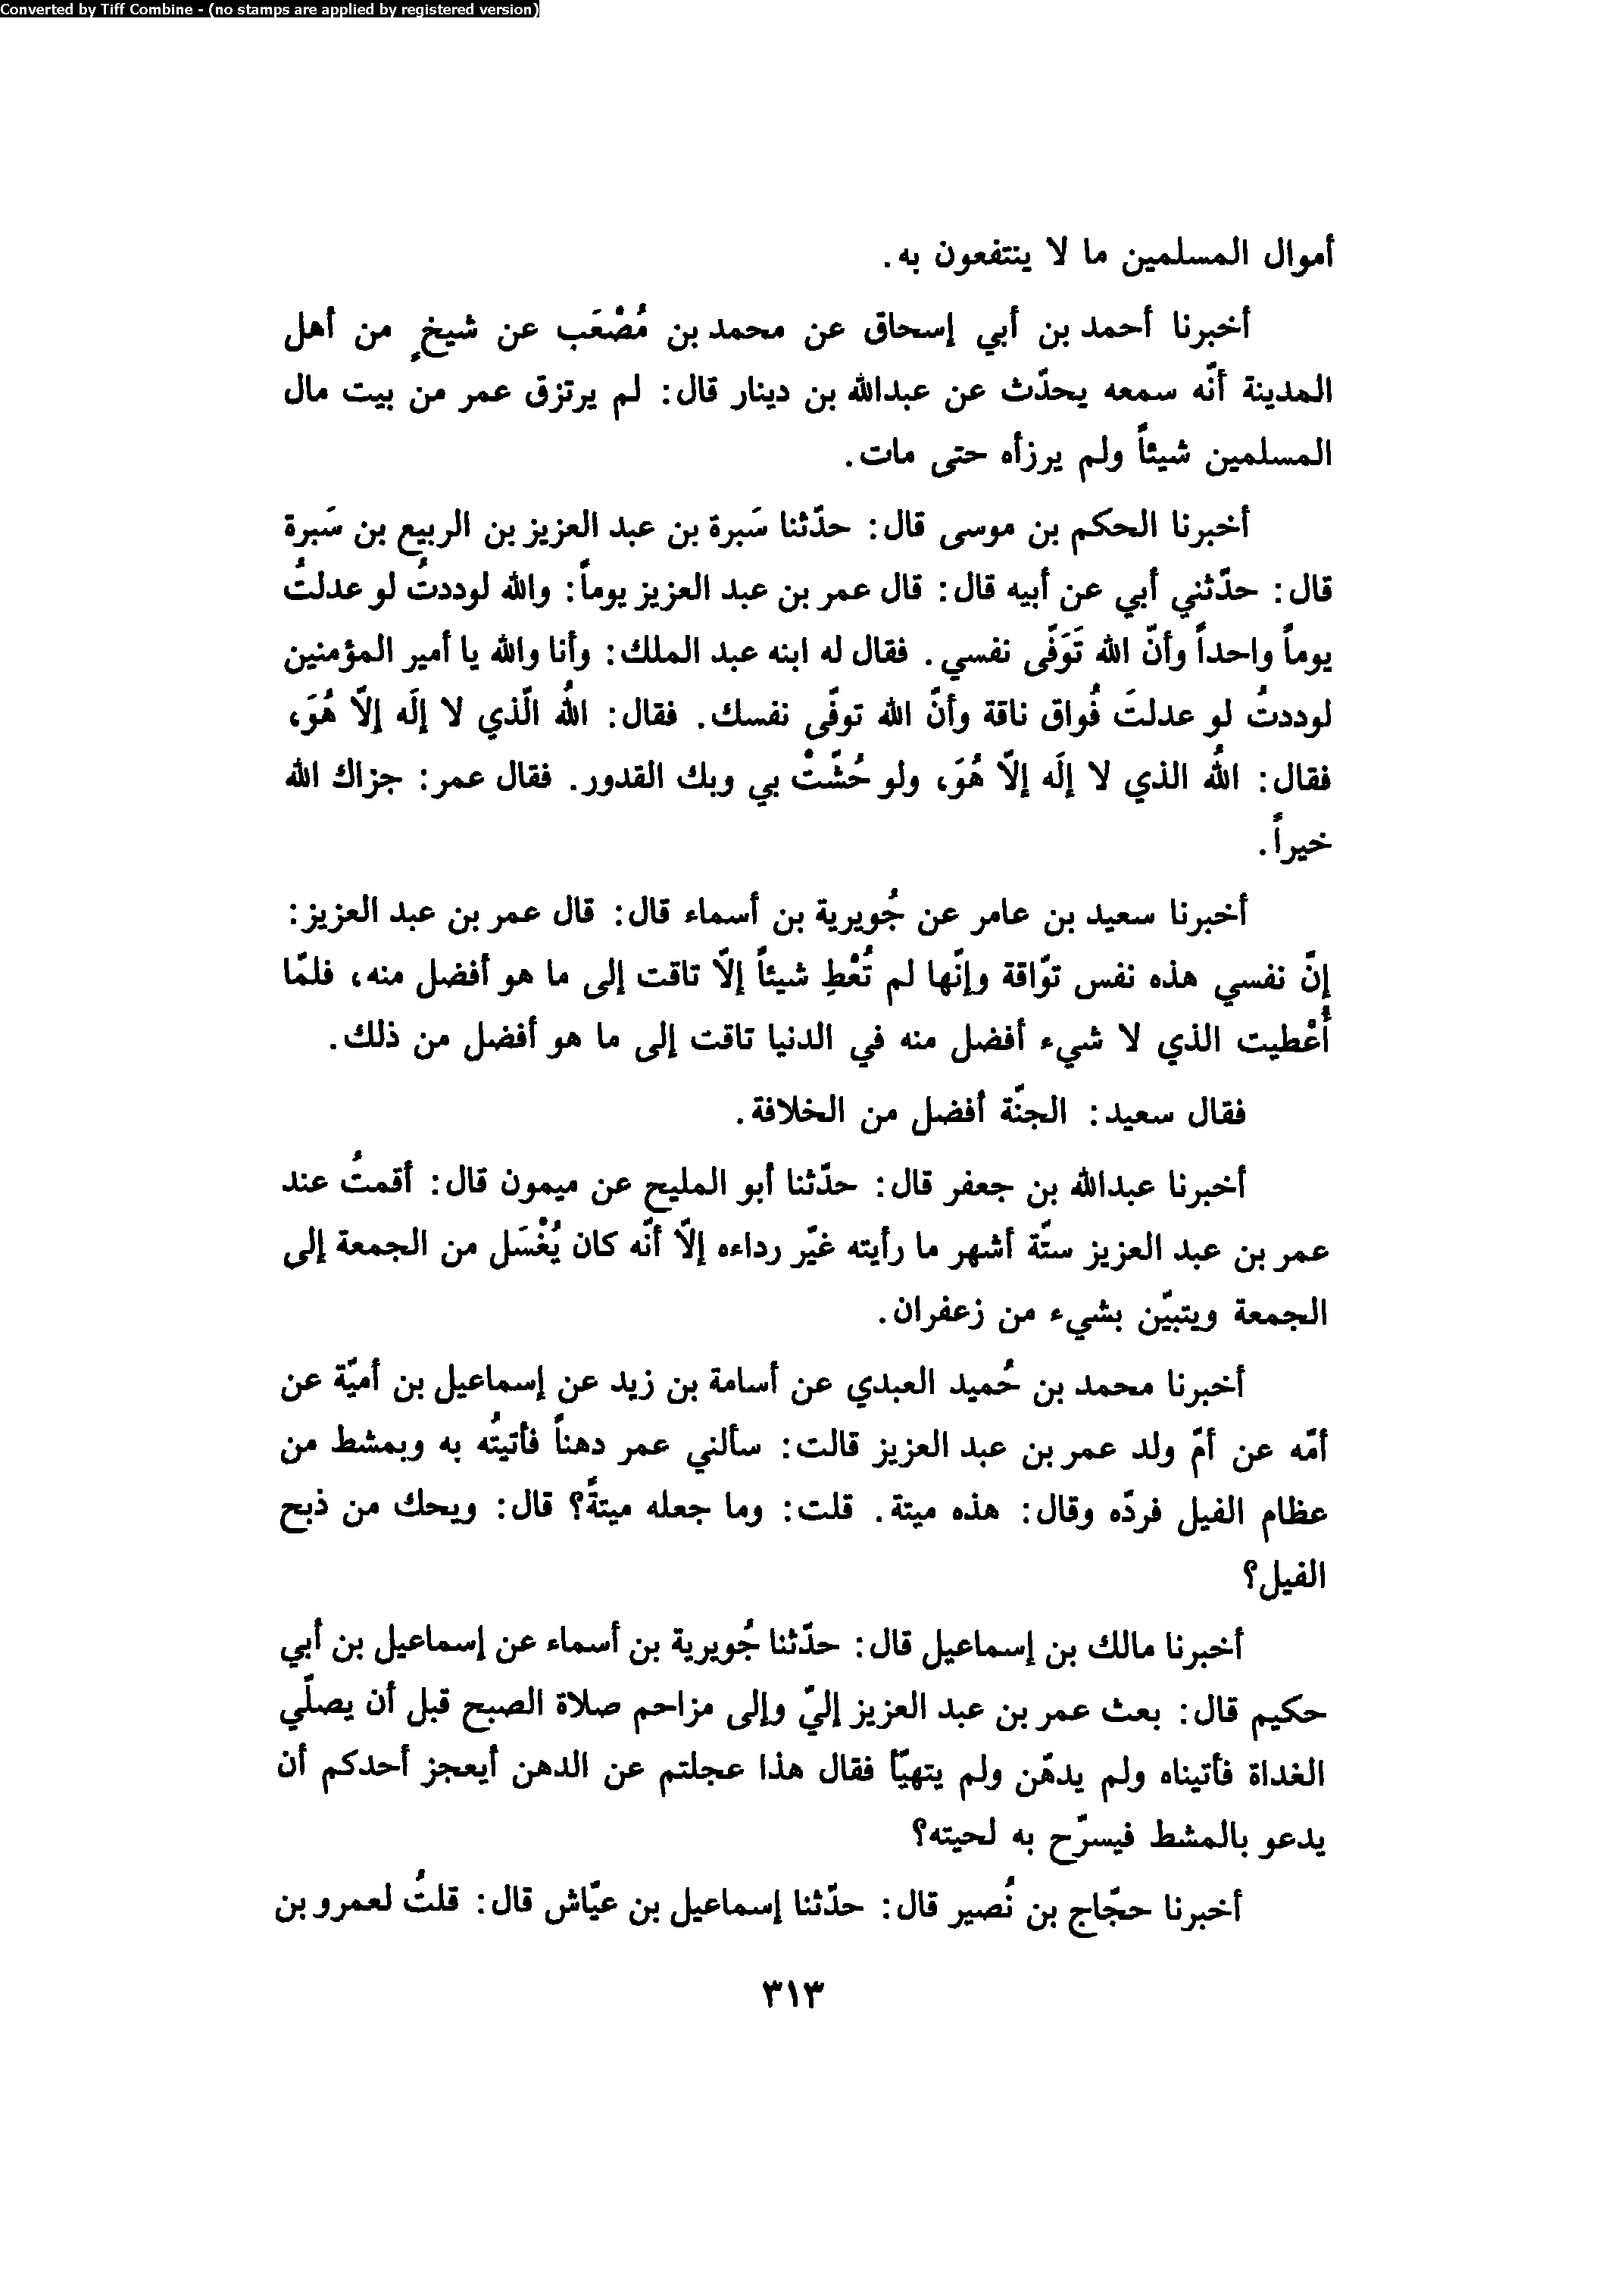 Converted by Tiff Combine - (no stamps are applied by registered version)
أموال المسلمين ما لا ينتفعون به.
أخبرنا أحمد بن أبي إسحاق عن محمد بن مُصْعَب عن شيخٍ من أهل
المدينة أنّه سمعه يحدّث عن عبدالله بن دينار قال: لم يرتزق عمر من بيت مال
المسلمين شيئاً ولم يرزأه حتى مات.
أخبرنا الحكم بن موسى قال: حدّثنا سَبرة بن عبد العزيز بن الربيع بن سَبرة
قال: حدّثني أبي عن أبيه قال: قال عمر بن عبد العزيز يوماً: والله لوددتُ لو عدلتُ
يوماً واحداً وأنّ الله تَوَفّى نفسي. فقال له ابنه عبد الملك: وأنا والله يا أمير المؤمنين
لوددتُ لو عدلتَ فُواق ناقة وأنّ الله توفّى نفسك. فقال: اللهُ الّذي لا إلَه إلاّ هُوَ،
فقال: اللهُ الذي لا إلَه إلاّ هُوَ، ولو حُشّتْ بي وبك القدور. فقال عمر: جزاك الله
خيراً.
أخبرنا سعيد بن عامر عن جُويرية بن أسماء قال: قال عمر بن عبد العزيز:
إنّ نفسي هذه نفس توّاقة وإنّها لم تُعْطِ شيئاً إلاّ تاقت إلى ما هو أفضل منه، فلمّا
أُعْطيت الذي لا شيء أفضل منه في الدنيا تاقت إلى ما هو أفضل من ذلك.
فقال سعيد: الجنّة أفضل من الخلافة.
أخبرنا عبدالله بن جعفر قال: حدّثنا أبو المليح عن ميمون قال: أقمتُ عند
عمر بن عبد العزيز ستّة أشهر ما رأيته غيّر رداءه إلاّ أنّه كان يُغْسَل من الجمعة إلى
الجمعة ويتبيّن بشيء من زعفران.
أخبرنا محمد بن حُميد العبدي عن أسامة بن زيد عن إسماعيل بن أميّة عن
أمّه عن أمّ ولد عمر بن عبد العزيز قالت: سألني عمر دهناً فأتيتُه به وبمشط من
عظام الفيل فردّه وقال: هذه ميتة. قلت: وما جعله ميتةً؟ قال: ويحك من ذبح
الفيل؟
أخبرنا مالك بن إسماعيل قال: حدّثنا جُويرية بن أسماء عن إسماعيل بن أبي
حكيم قال: بعث عمر بن عبد العزيز إليّ وإلى مزاحم صلاة الصبح قبل أن يصلّي
الغداة فأتيناه ولم يدهّن ولم يتهيّأ فقال هذا عجلتم عن الدهن أيعجز أحدكم أن
يدعو بالمشط فيسرّح به لحيته؟
أخبرنا حجّاج بن نُصير قال: حدّثنا إسماعيل بن عيّاش قال: قلتُ لعمرو بن
٣١٣